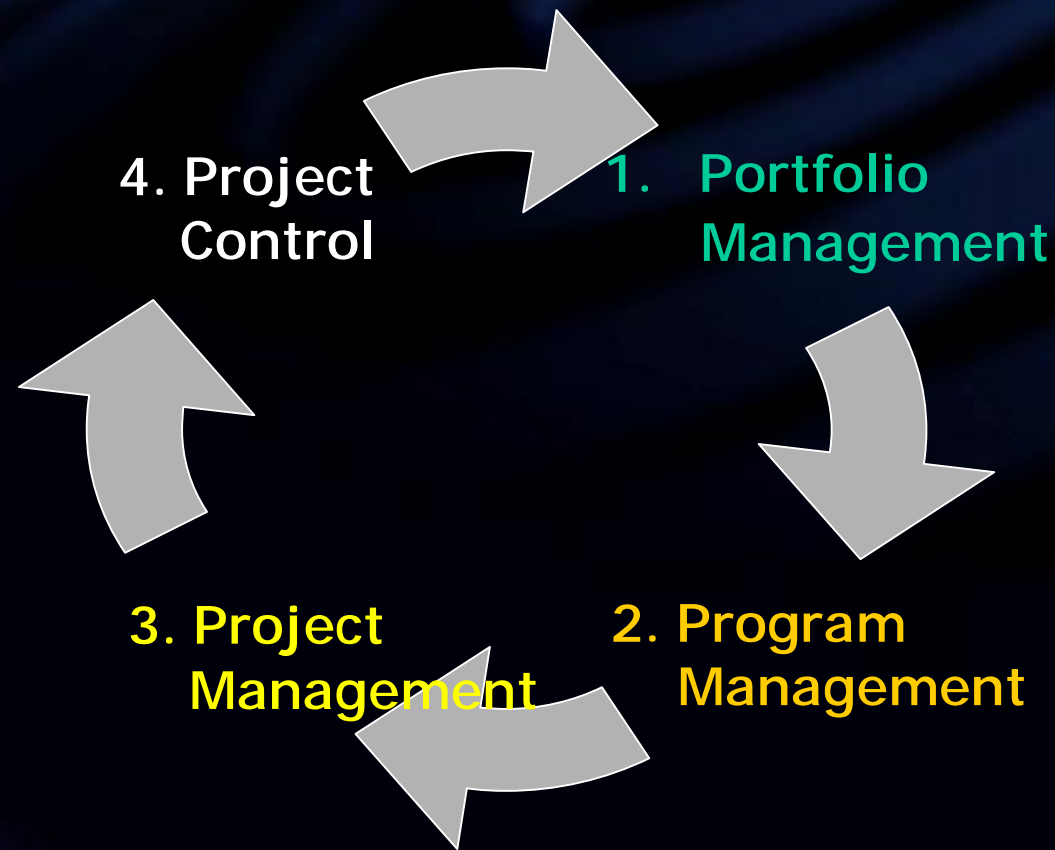 4. Project
Control
1. Portfolio
Management
3. Project
Management
2. Program
Management